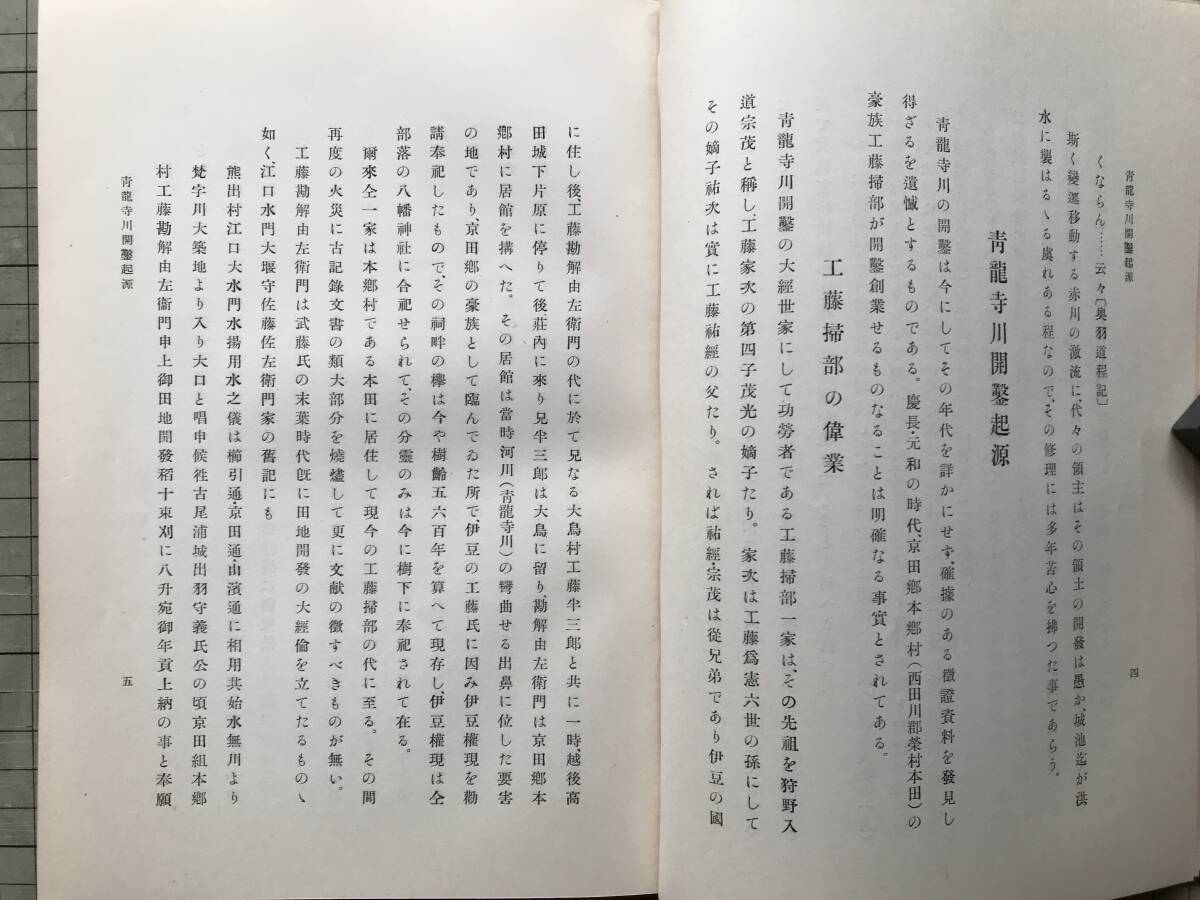 靑龍寺川開鑿起源
四
くならん……云々〔奧羽道程記〕
斯く變遷移動する赤川の激流に、代々の領主はその領土の開發は愚か、城池迄が洪
水に襲はるゝ虞れある程なので、その修理には多年苦心を拂つた事であらう。
靑龍寺川開鑿起源
靑龍寺川の開鑿は今にしてその年代を詳かにせず、確據のある徵證資料を發見し
得ざるを遺憾とするものである。慶長・元和の時代、京田鄕本鄕村(西田川郡榮村本田)の
豪族工藤掃部が開鑿創業せるものなることは明確なる事實とされてある。
工藤掃部の偉業
靑龍寺川開鑿の大經世家にして功勞者である工藤掃部一家は、その先祖を狩野入
道宗茂と稱し、工藤家次の第四子茂光の嫡子たり。家次は工藤爲憲六世の孫にして
その嫡子祐次は實に工藤祐經の父たり。されば祐經・宗茂は從兄弟であり伊豆の國
に住し後、工藤勘解由左衞門の代に於て兄なる大鳥村工藤半三郎と共に一時、越後高
田城下片原に停りて後、莊內に來り兄半三郎は大鳥に留り、勘解由左衞門は京田鄕本
鄕村に居館を構へた。その居館は當時河川(靑龍寺川)の彎曲せる出鼻に位した要害
の地であり、京田鄕の豪族として臨んでゐた所で、伊豆の工藤氏に因み伊豆權現を勸
請奉祀したもので、その祠畔の欅は今や樹齡五六百年を算へて現存し、伊豆權現は仝
部落の八幡神社に合祀せられて、その分靈のみは今に樹下に奉祀されて在る。
爾來仝一家は本鄕村である本田に居住して現今の工藤掃部の代に至る。その間
再度の火災に古記錄文書の類大部分を燒燼して更に文献の徵すべきものが無い。
工藤勘解由左衞門は武藤氏の末葉時代旣に田地開發の大經倫を立てたるものゝ
如く、江口水門大堰守佐藤佐左衞門家の舊記にも
熊出村江口大水門水揚用水之儀は櫛引通・京田通・山濱通に相用其始水無川より
梵字川大築地より入り大口と唱申候徃古尾浦城出羽守義氏公の頃京田組本鄕
村工藤勘解由左衞門申上御田地開發稻十束刈に八升宛御年貢上納の事と奉願
靑龍寺川開鑿起源
五